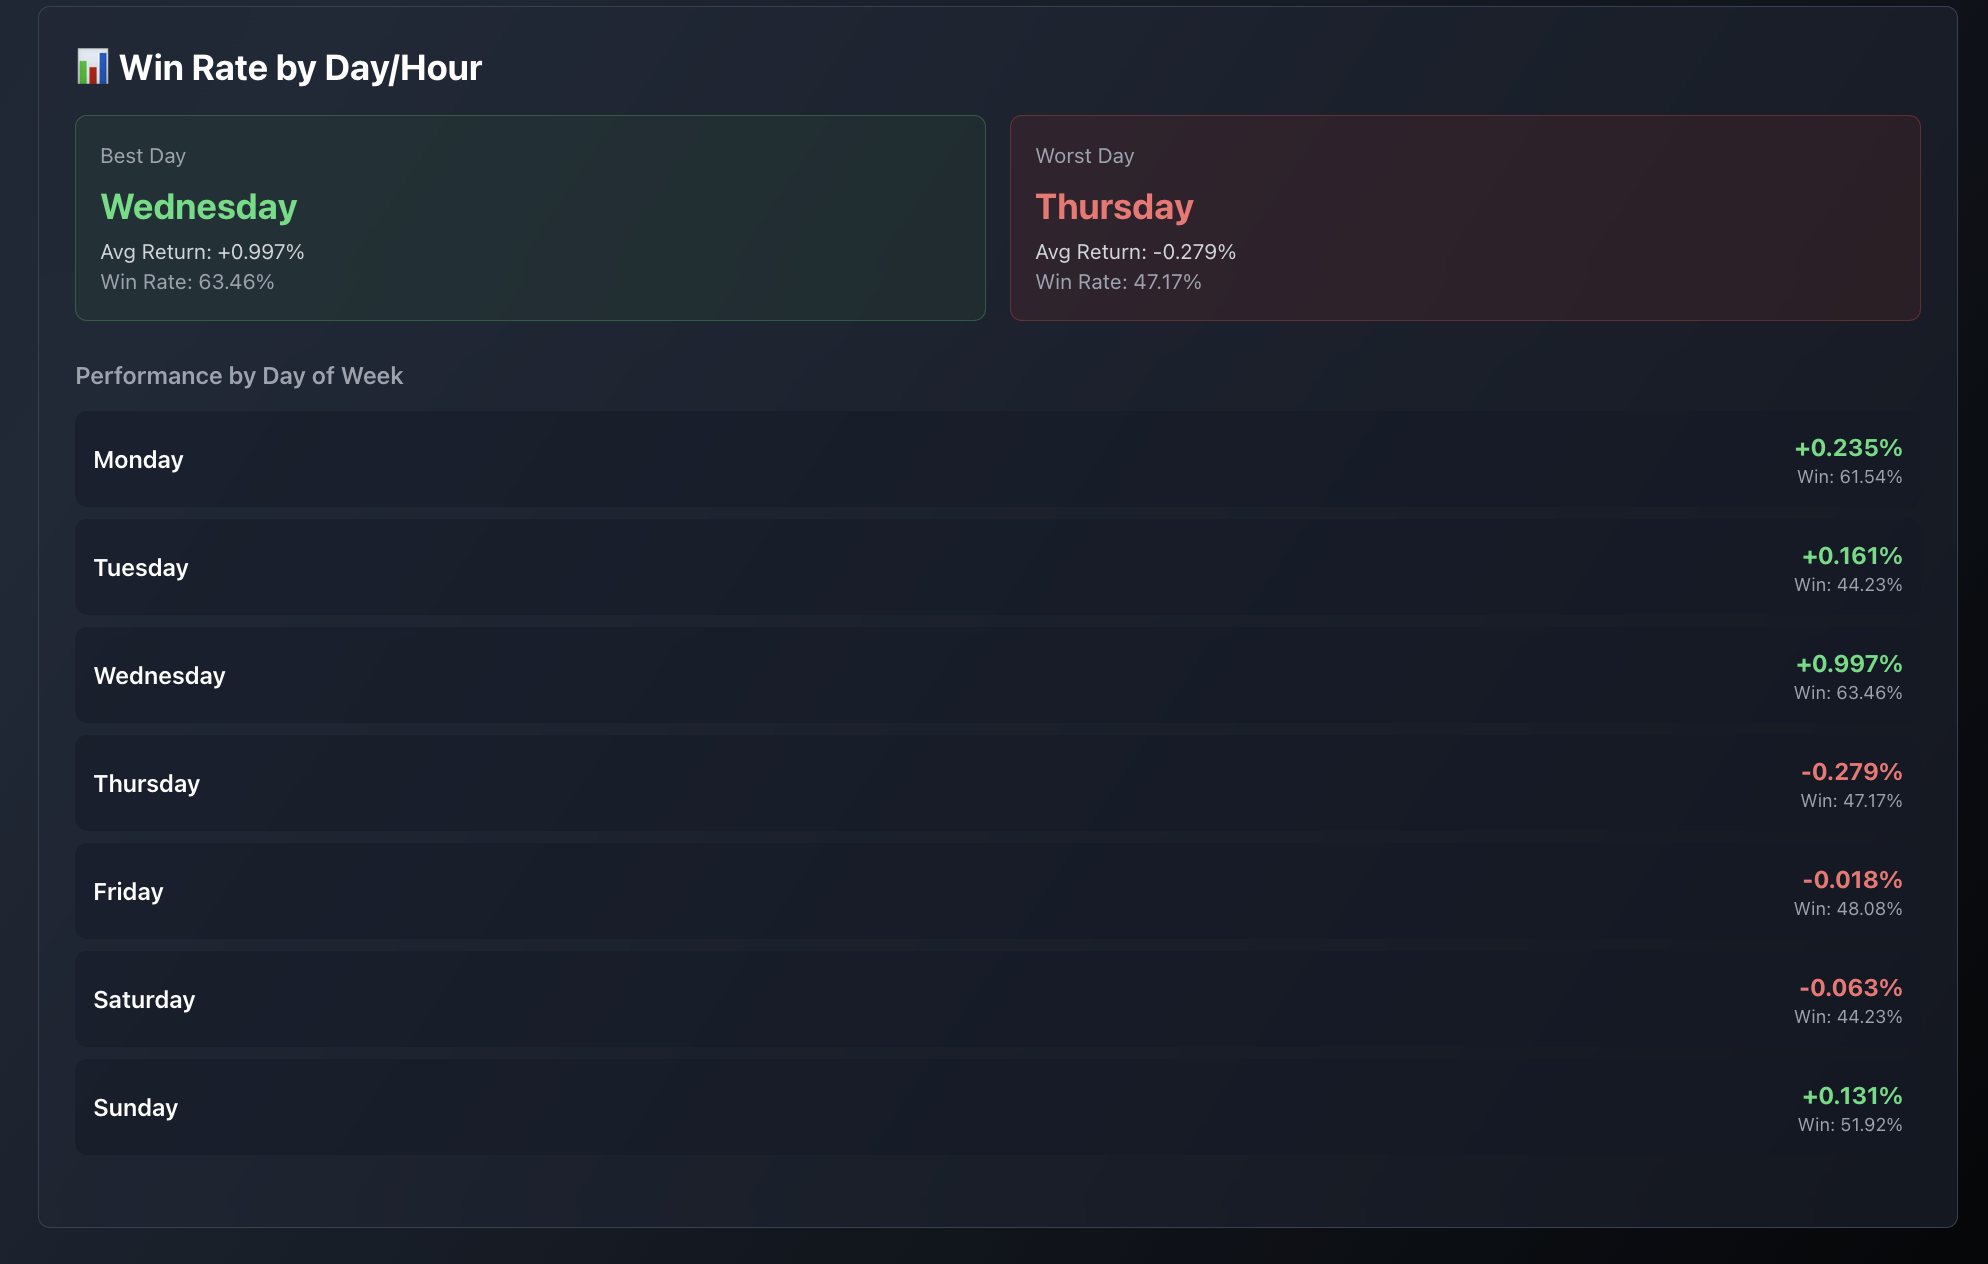 📊 Win Rate by Day/Hour
Best Day
Wednesday
Avg Return: +0.997%
Win Rate: 63.46%
Worst Day
Thursday
Avg Return: -0.279%
Win Rate: 47.17%
Performance by Day of Week
Monday
+0.235%
Win: 61.54%
Tuesday
+0.161%
Win: 44.23%
Wednesday
+0.997%
Win: 63.46%
Thursday
-0.279%
Win: 47.17%
Friday
-0.018%
Win: 48.08%
Saturday
-0.063%
Win: 44.23%
Sunday
+0.131%
Win: 51.92%